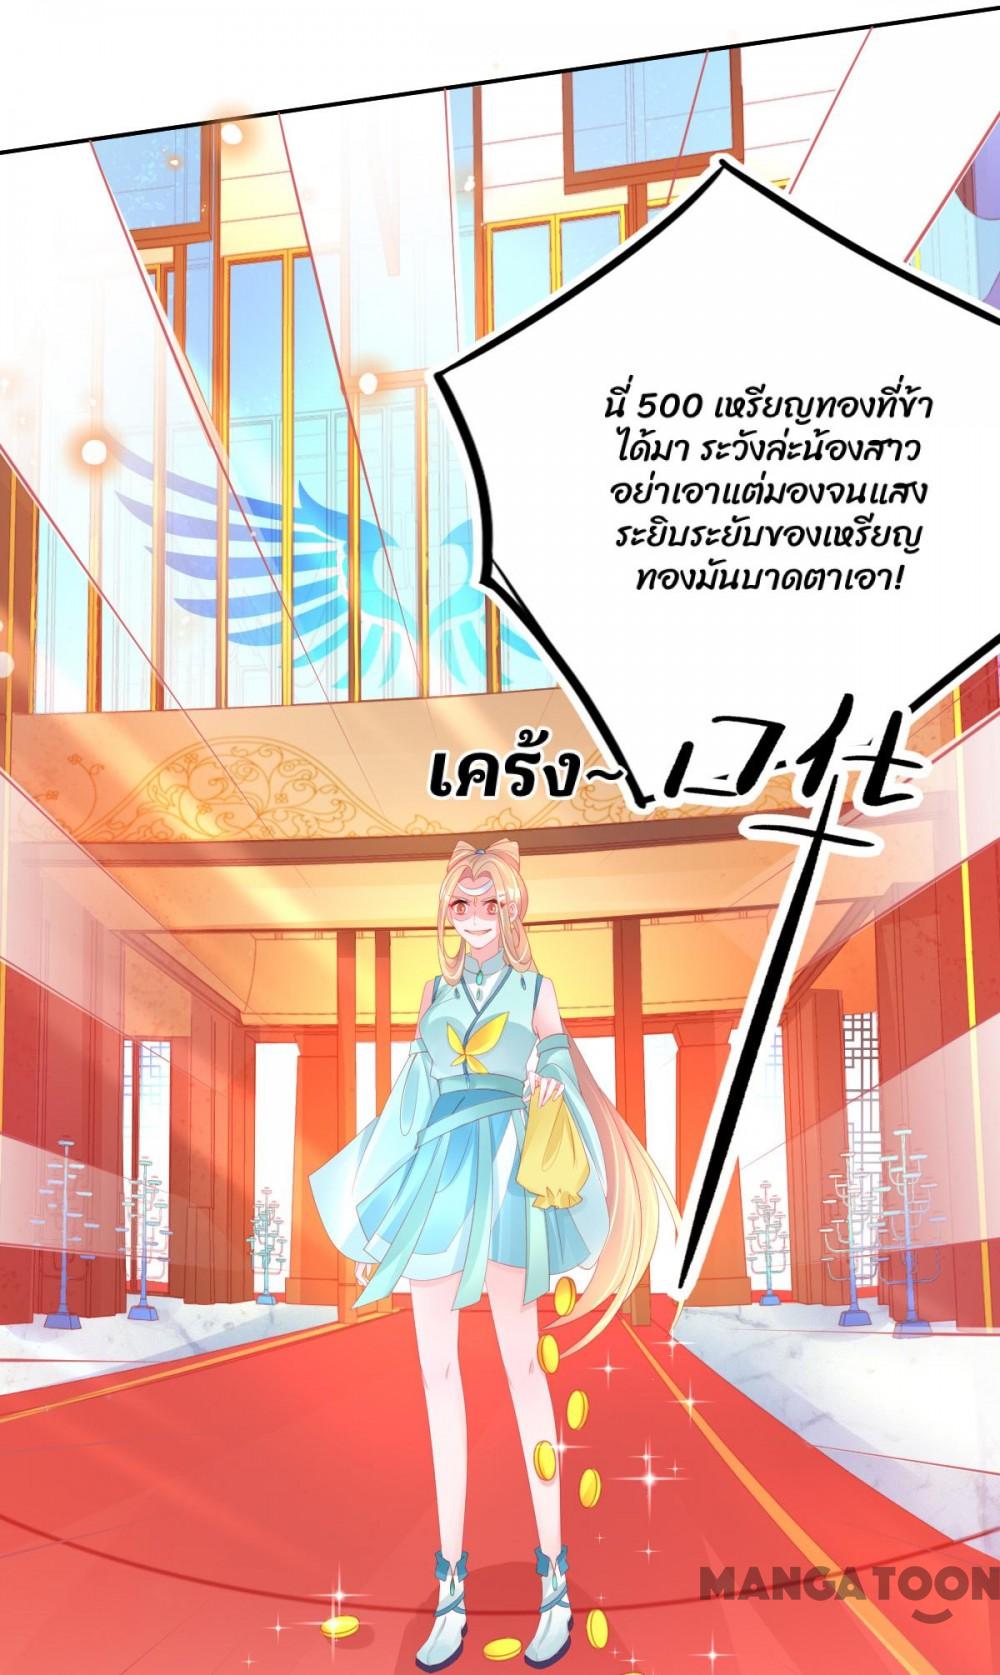 นี่ 500 เหรียญทองที่ข้า
ได้มา ระวังล่ะน้องสาว
อย่าเอาแต่มองจนแสง
ระยิบระยับของเหรียญ
ทองมันบาดตาเอา!
เคร้ง~
MANGATOON